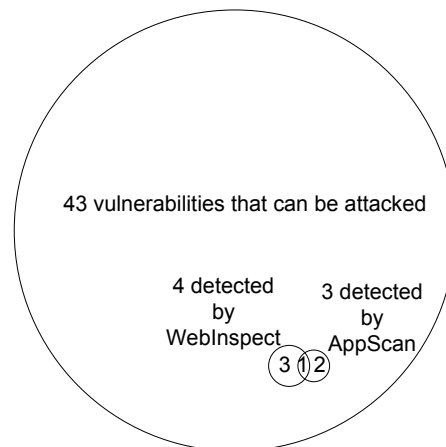 43 vulnerabilities that can be attacked
4 detected
by
WebInspect
3 detected
by
AppScan
3 1 2